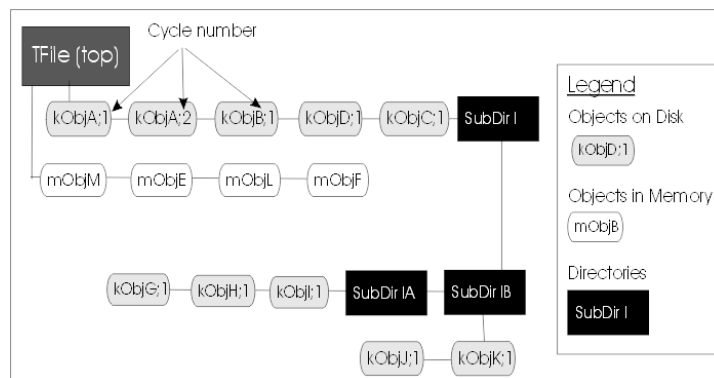 TFile (top)
Cycle number
kObjA;1
kObjA;2
kObjB;1
kObjD;1
kObjC;1
SubDir I
mObjM
mObjE
mObjL
mObjF
kObjG;1
kObjH;1
kObjI;1
SubDir IA
SubDir IB
kObjJ;1
kObjK;1
Legend
Objects on Disk
kObjD;1
Objects in Memory
mObjB
Directories
SubDir I